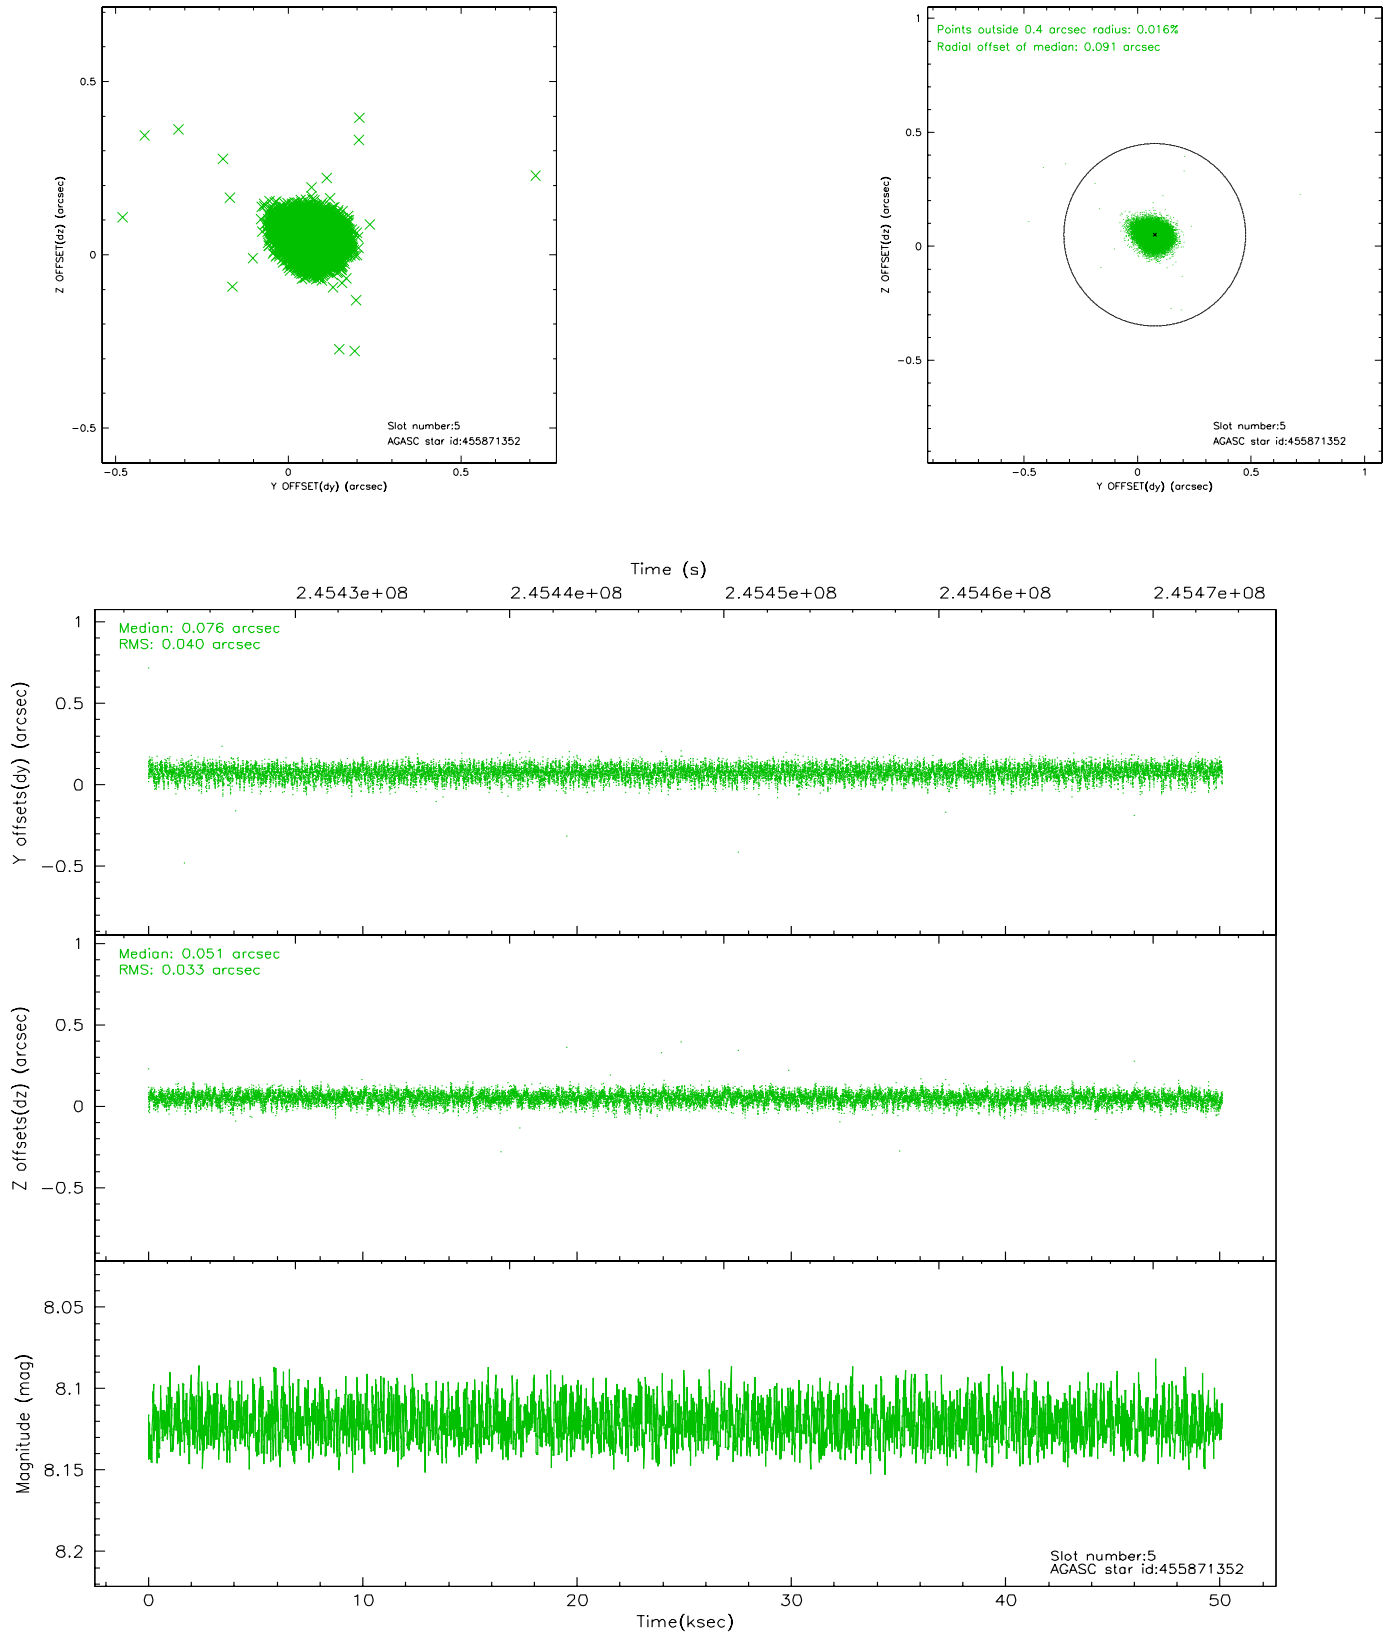 0.5
0
-0.5
Z OFFSET(dz) (arcsec)
Slot number:5
AGASC star id:455871352
-0.5
0
0.5
Y OFFSET(dy) (arcsec)
Points outside 0.4 arcsec radius: 0.016%
Radial offset of median: 0.091 arcsec
1
0.5
0
-0.5
Z OFFSET(dz) (arcsec)
Slot number:5
AGASC star id:455871352
-0.5
0
0.5
1
Y OFFSET(dy) (arcsec)
Time (s)
2.4543e+08
2.4544e+08
2.4545e+08
2.4546e+08
2.4547e+08
Median: 0.076 arcsec
RMS: 0.040 arcsec
1
0.5
0
-0.5
Y offsets(dy) (arcsec)
Median: 0.051 arcsec
RMS: 0.033 arcsec
1
0.5
0
-0.5
Z offsets(dz) (arcsec)
8.05
8.1
8.15
8.2
Magnitude (mag)
Slot number:5
AGASC star id:455871352
0
10
20
30
40
50
Time(ksec)